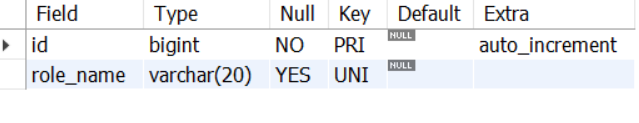 Field Type Null Key Default Extra
id bigint NO PRI NULL auto_increment
role_name varchar(20) YES UNI NULL